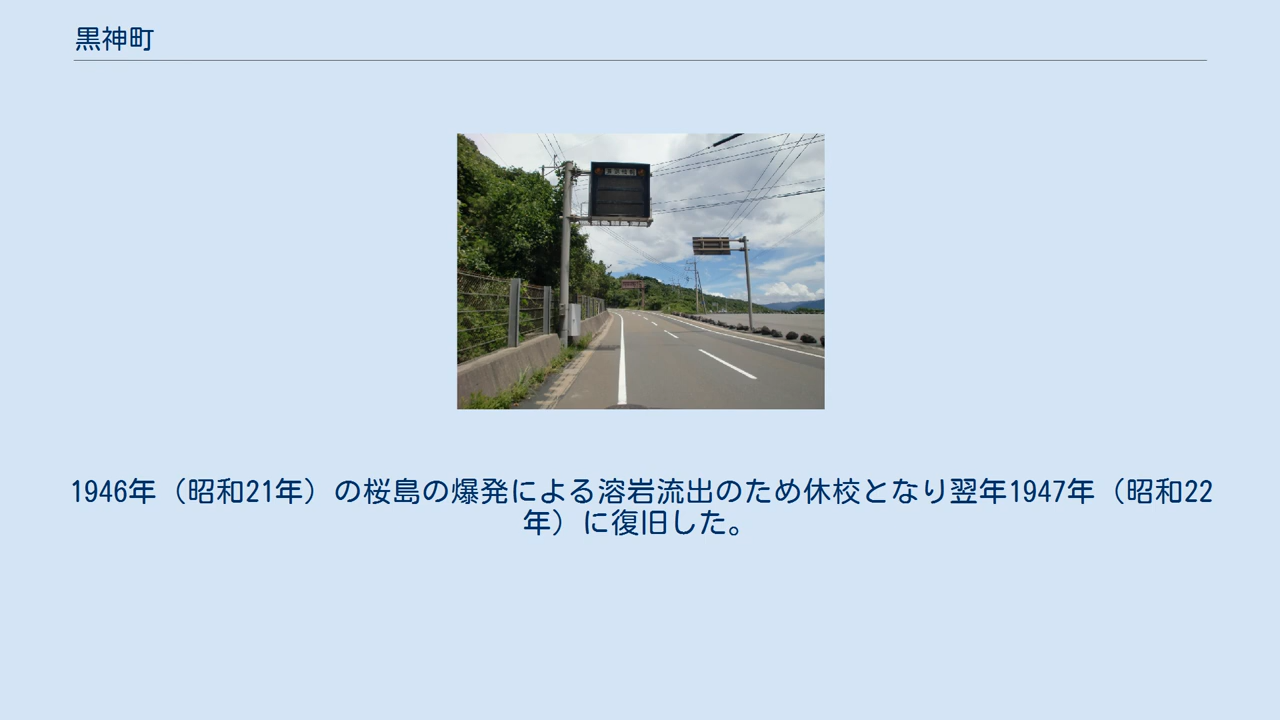 黒神町
1946年（昭和21年）の桜島の爆発による溶岩流出のため休校となり翌年1947年（昭和22
年）に復旧した。